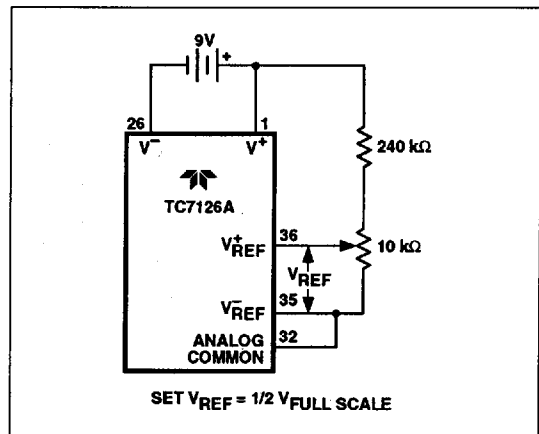 9V
+
26
1
V−
V+
240 kΩ
TC7126A
V+REF
36
10 kΩ
VREF
V−REF
35
ANALOG
COMMON
32
SET VREF = 1/2 VFULL SCALE